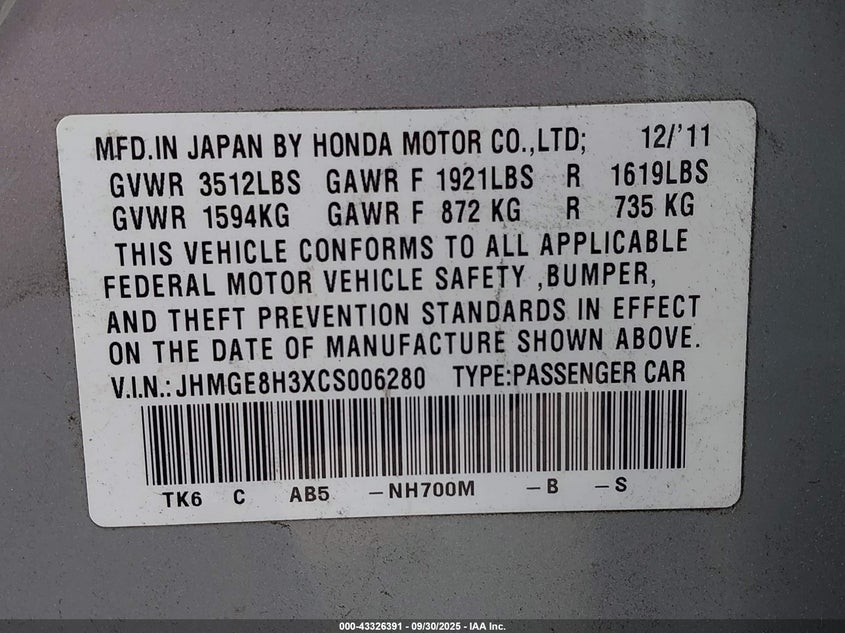 MFD.IN JAPAN BY HONDA MOTOR CO.,LTD; 12/'11
GVWR 3512LBS GAWR F 1921LBS R 1619LBS
GVWR 1594KG GAWR F 872 KG R 735 KG
THIS VEHICLE CONFORMS TO ALL APPLICABLE
FEDERAL MOTOR VEHICLE SAFETY ,BUMPER,
AND THEFT PREVENTION STANDARDS IN EFFECT
ON THE DATE OF MANUFACTURE SHOWN ABOVE.
V.I.N.: JHMGE8H3XCS006280 TYPE:PASSENGER CAR
TK6 C AB5 -NH700M -B -S
000-43326391 - 09/30/2025 - IAA Inc.